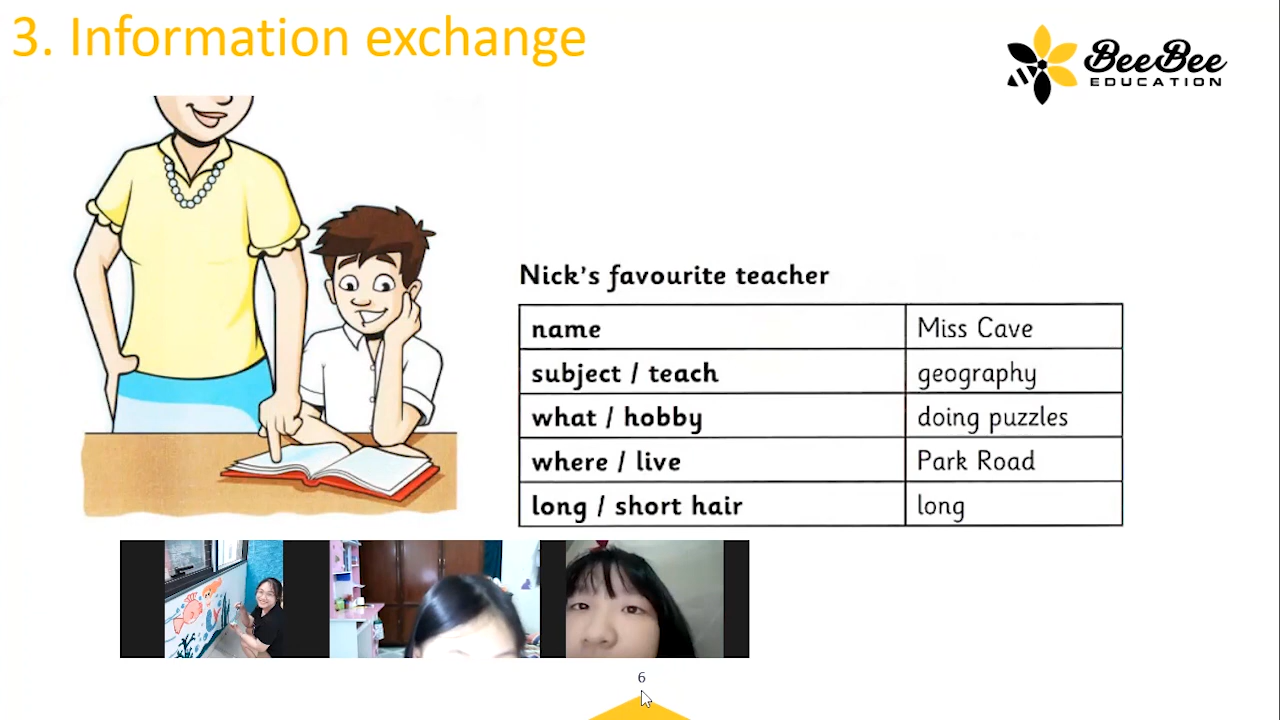 3. Information exchange
BeeBee
EDUCATION
Nick's favourite teacher
name Miss Cave
subject / teach geography
what / hobby doing puzzles
where / live Park Road
long / short hair long
6